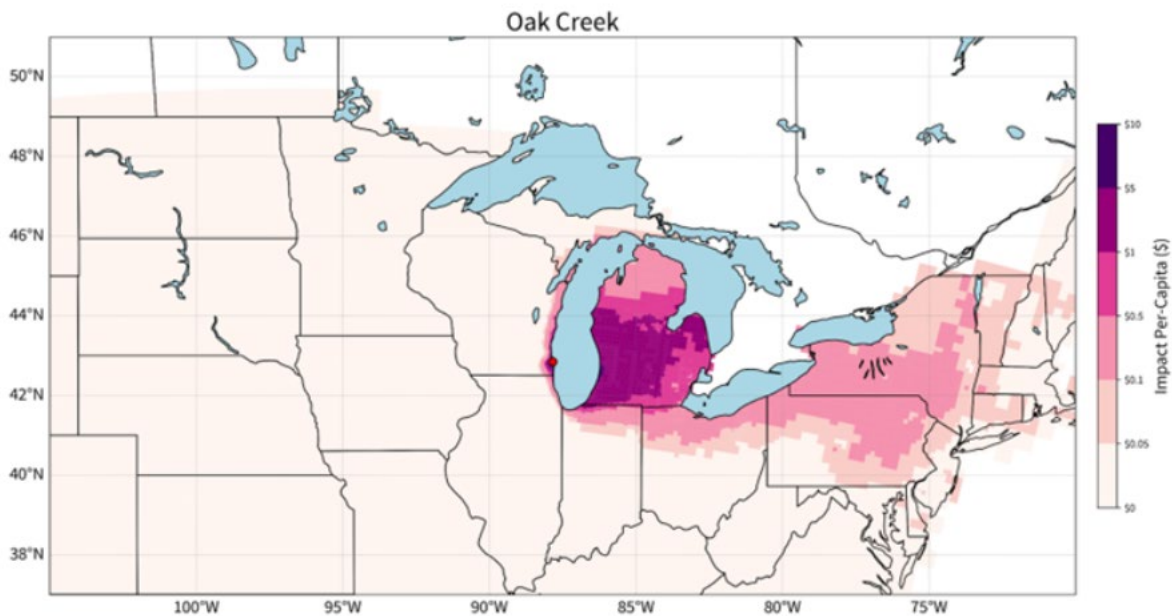 Oak Creek
50°N
48°N
46°N
44°N
42°N
40°N
38°N
100°W
95°W
90°W
85°W
80°W
75°W
$10
$5
$1
$0.5
$0.1
$0.05
$0
Impact Per-Capita ($)